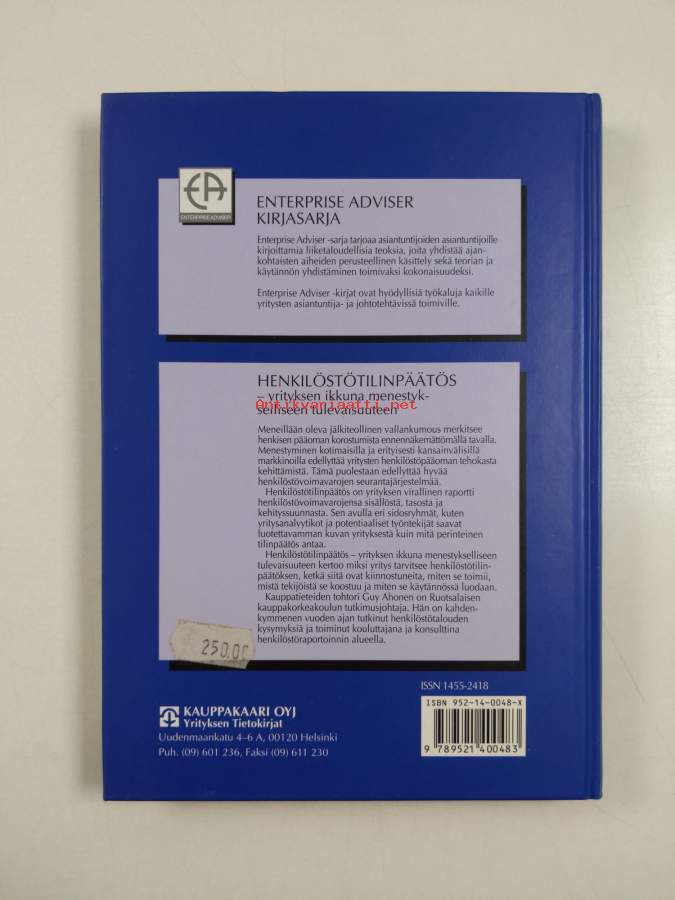 EA
ENTERPRISE ADVISER
ENTERPRISE ADVISER
KIRJASARJA
Enterprise Adviser -sarja tarjoaa asiantuntijoiden asiantuntijoille
kirjoittamia liiketaloudellisia teoksia, joita yhdistää ajan-
kohtaisten aiheiden perusteellinen käsittely sekä teorian ja
käytännön yhdistäminen toimivaksi kokonaisuudeksi.
Enterprise Adviser -kirjat ovat hyödyllisiä työkaluja kaikille
yritysten asiantuntija- ja johtotehtävissä toimiville.
HENKILÖSTÖTILINPÄÄTÖS
– yrityksen ikkuna menestyk-
Antikvariaatti.net
selliseen tulevaisuuteen
Meneillään oleva jälkiteollinen vallankumous merkitsee
henkisen pääoman korostumista ennennäkemättömällä tavalla.
Menestyminen kotimaisilla ja erityisesti kansainvälisillä
markkinoilla edellyttää yritysten henkilöstöpääoman tehokasta
kehittämistä. Tämä puolestaan edellyttää hyvää
henkilöstövoimavarojen seurantajärjestelmää.
Henkilöstötilinpäätös on yrityksen virallinen raportti
henkilöstövoimavarojensa sisällöstä, tasosta ja
kehityssuunnasta. Sen avulla eri sidosryhmät, kuten
yritysanalyytikot ja potentiaaliset työntekijät saavat
luotettavamman kuvan yrityksestä kuin mitä perinteinen
tilinpäätös antaa.
Henkilöstötilinpäätös – yrityksen ikkuna menestykselliseen
tulevaisuuteen kertoo miksi yritys tarvitsee henkilöstötilin-
päätöksen, ketkä siitä ovat kiinnostuneita, miten se toimii,
mistä tekijöistä se koostuu ja miten se käytännössä luodaan.
Kauppatieteiden tohtori Guy Ahonen on Ruotsalaisen
kauppakorkeakoulun tutkimusjohtaja. Hän on kahden-
kymmenen vuoden ajan tutkinut henkilöstötalouden
kysymyksiä ja toiminut kouluttajana ja konsulttina
henkilöstöraportoinnin alueella.
250.00
ISSN 1455-2418
ISBN 952-14-0048-X
9 789521 400483
KAUPPAKAARI OYJ
Yrityksen Tietokirjat
Uudenmaankatu 4–6 A, 00120 Helsinki
Puh. (09) 601 236, Faksi (09) 611 230